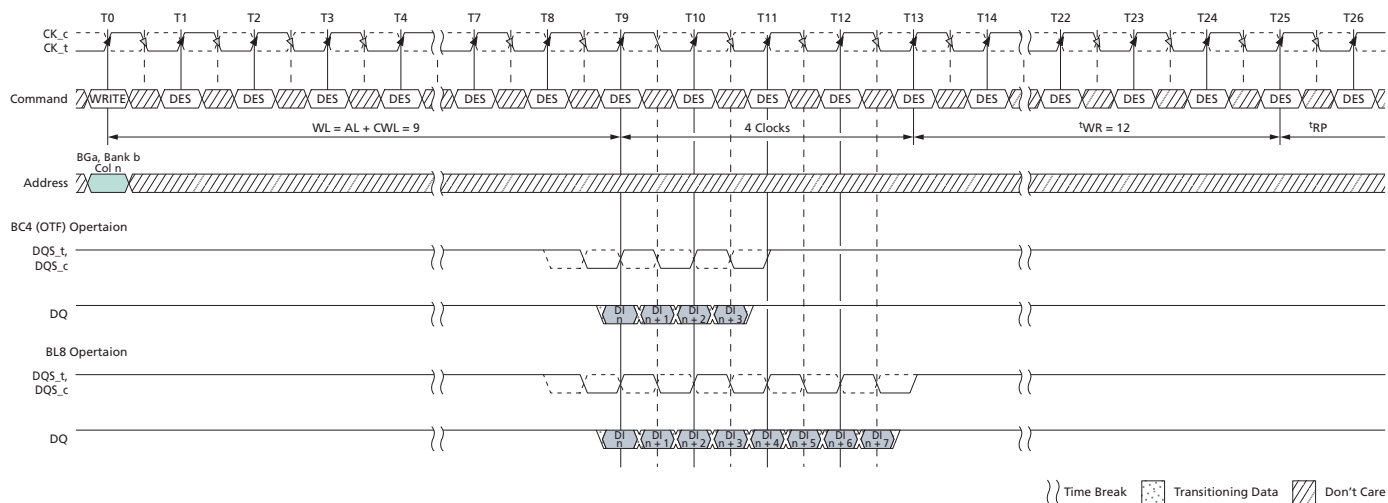 T0 T1 T2 T3 T4 T7 T8 T9 T10 T11 T12 T13 T14 T22 T23 T24 T25 T26
CK_c
CK_t
Command WRITE DES DES DES DES DES DES DES DES DES DES DES DES DES DES DES DES DES
WL = AL + CWL = 9 4 Clocks tWR = 12 tRP
BGa, Bank b
Col n
Address
BC4 (OTF) Opertaion
DQS_t,
DQS_c
DQ DI n DI n + 1 DI n + 2 DI n + 3
BL8 Opertaion
DQS_t,
DQS_c
DQ DI n DI n + 1 DI n + 2 DI n + 3 DI n + 4 DI n + 5 DI n + 6 DI n + 7
Time Break Transitioning Data Don't Care